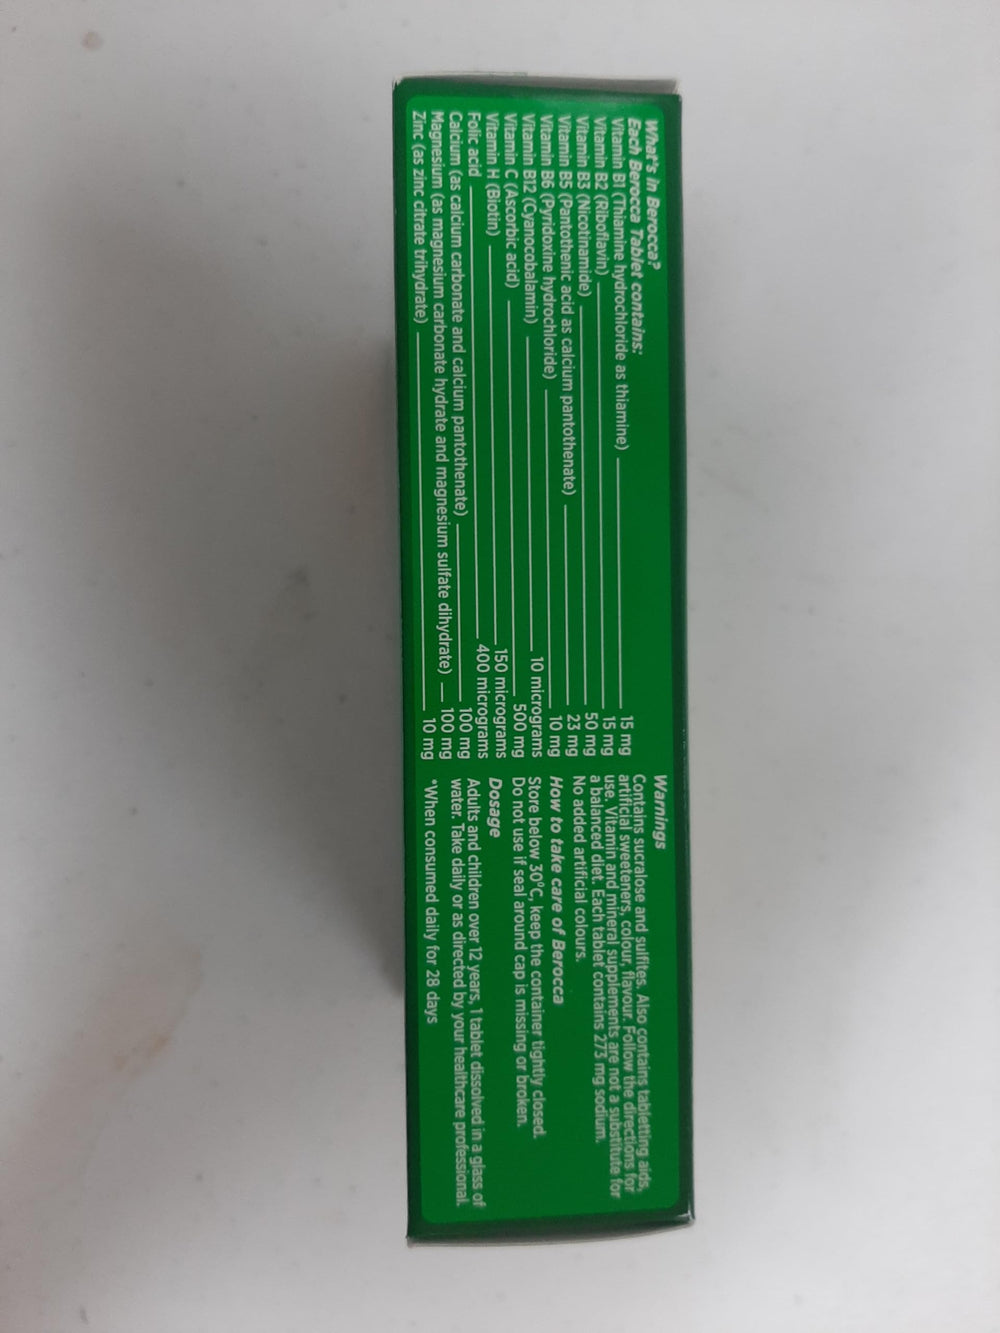 What's in Berocca?
Each Berocca Tablet contains:
Vitamin B1 (Thiamine hydrochloride as thiamine) 15 mg
Vitamin B2 (Riboflavin) 15 mg
Vitamin B3 (Nicotinamide) 50 mg
Vitamin B5 (Pantothenic acid as calcium pantothenate) 23 mg
Vitamin B6 (Pyridoxine hydrochloride) 10 mg
Vitamin B12 (Cyanocobalamin) 10 micrograms
Vitamin C (Ascorbic acid) 500 mg
Vitamin H (Biotin) 150 micrograms
Folic acid 400 micrograms
Calcium (as calcium carbonate and calcium pantothenate) 100 mg
Magnesium (as magnesium carbonate hydrate and magnesium sulfate dihydrate) 100 mg
Zinc (as zinc citrate trihydrate) 10 mg
Warnings
Contains sucralose and sulfites. Also contains tabletting aids,
artificial sweeteners, colour, flavour. Follow the directions for
use. Vitamin and mineral supplements are not a substitute for
a balanced diet. Each tablet contains 273 mg sodium.
No added artificial colours.
How to take care of Berocca
Store below 30°C, keep the container tightly closed.
Do not use if seal around cap is missing or broken.
Dosage
Adults and children over 12 years, 1 tablet dissolved in a glass of
water. Take daily or as directed by your healthcare professional.
*When consumed daily for 28 days